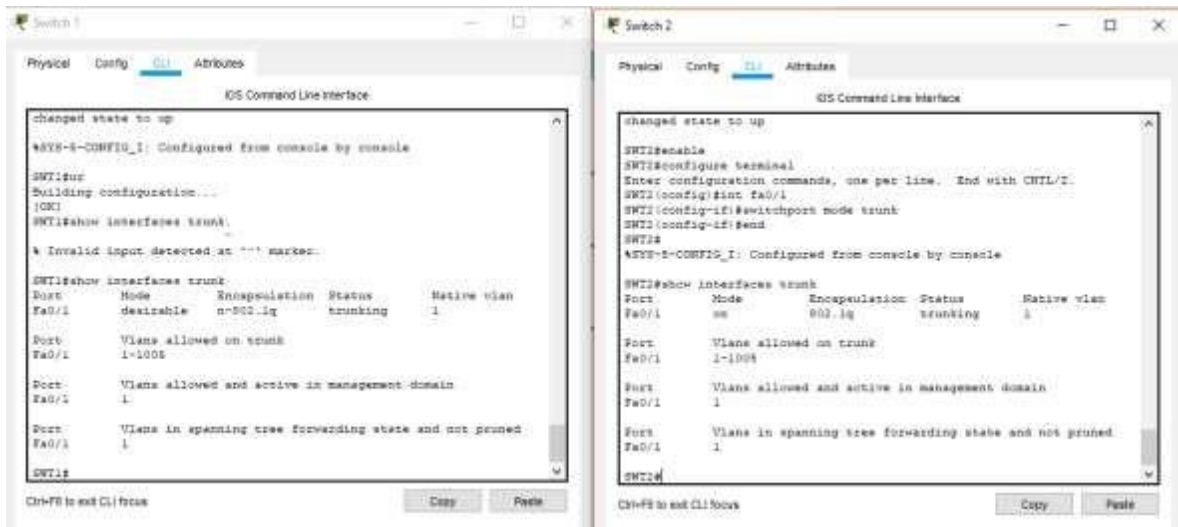 Switch 1
Physical Config CLI Attributes
IOS Command Line Interface
changed state to up
%SYS-5-CONFIG_I: Configured from console by console
SWT1#wr
Building configuration...
[OK]
SWT1#show interfaces trunk.
^
% Invalid input detected at '^' marker.
SWT1#show interfaces trunk
Port Mode Encapsulation Status Native vlan
Fa0/1 desirable n-802.1q trunking 1
Port Vlans allowed on trunk
Fa0/1 1-1005
Port Vlans allowed and active in management domain
Fa0/1 1
Port Vlans in spanning tree forwarding state and not pruned
Fa0/1 1
SWT1#
Ctrl+F6 to exit CLI focus
Copy Paste
Switch 2
Physical Config CLI Attributes
IOS Command Line Interface
changed state to up
SWT2#enable
SWT2#configure terminal
Enter configuration commands, one per line. End with CNTL/Z.
SWT2(config)#int fa0/1
SWT2(config-if)#switchport mode trunk
SWT2(config-if)#end
SWT2#
%SYS-5-CONFIG_I: Configured from console by console
SWT2#show interfaces trunk
Port Mode Encapsulation Status Native vlan
Fa0/1 on 802.1q trunking 1
Port Vlans allowed on trunk
Fa0/1 1-1005
Port Vlans allowed and active in management domain
Fa0/1 1
Port Vlans in spanning tree forwarding state and not pruned
Fa0/1 1
SWT2#
Ctrl+F6 to exit CLI focus
Copy Paste